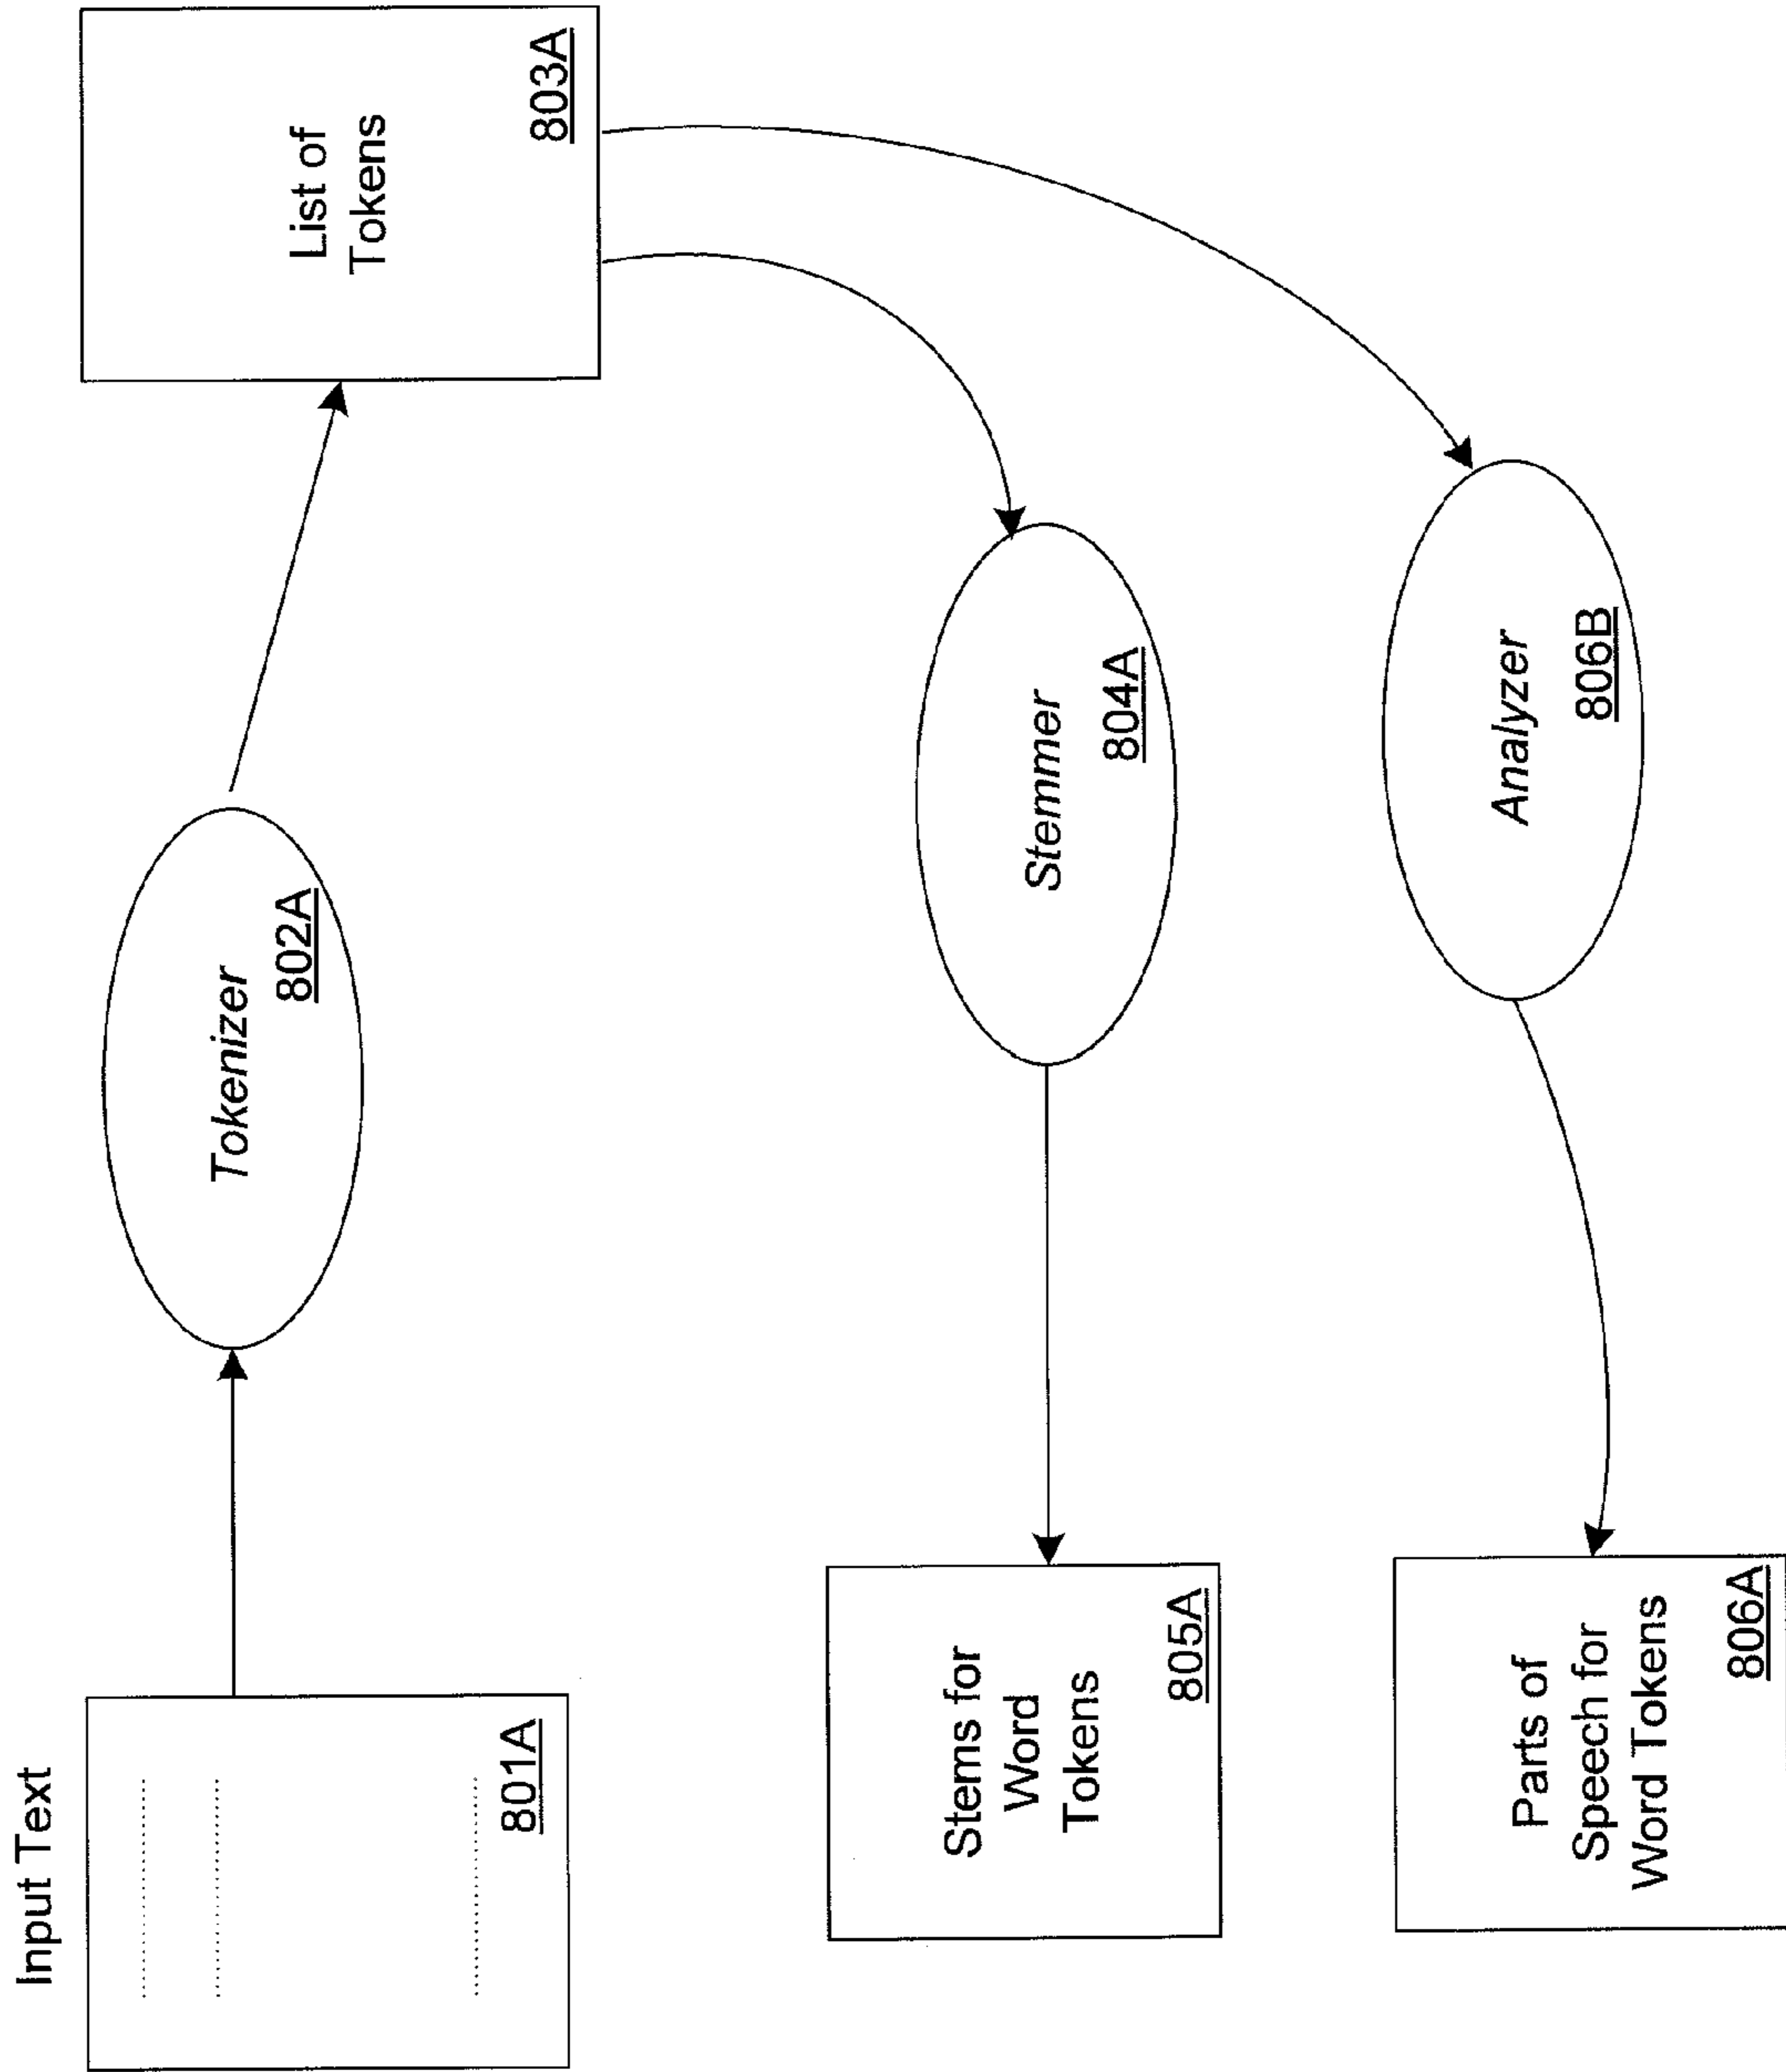 Input Text
801A
Tokenizer
802A
List of
Tokens
803A
Stems for
Word
Tokens
805A
Stemmer
804A
Parts of
Speech for
Word Tokens
806A
Analyzer
806B